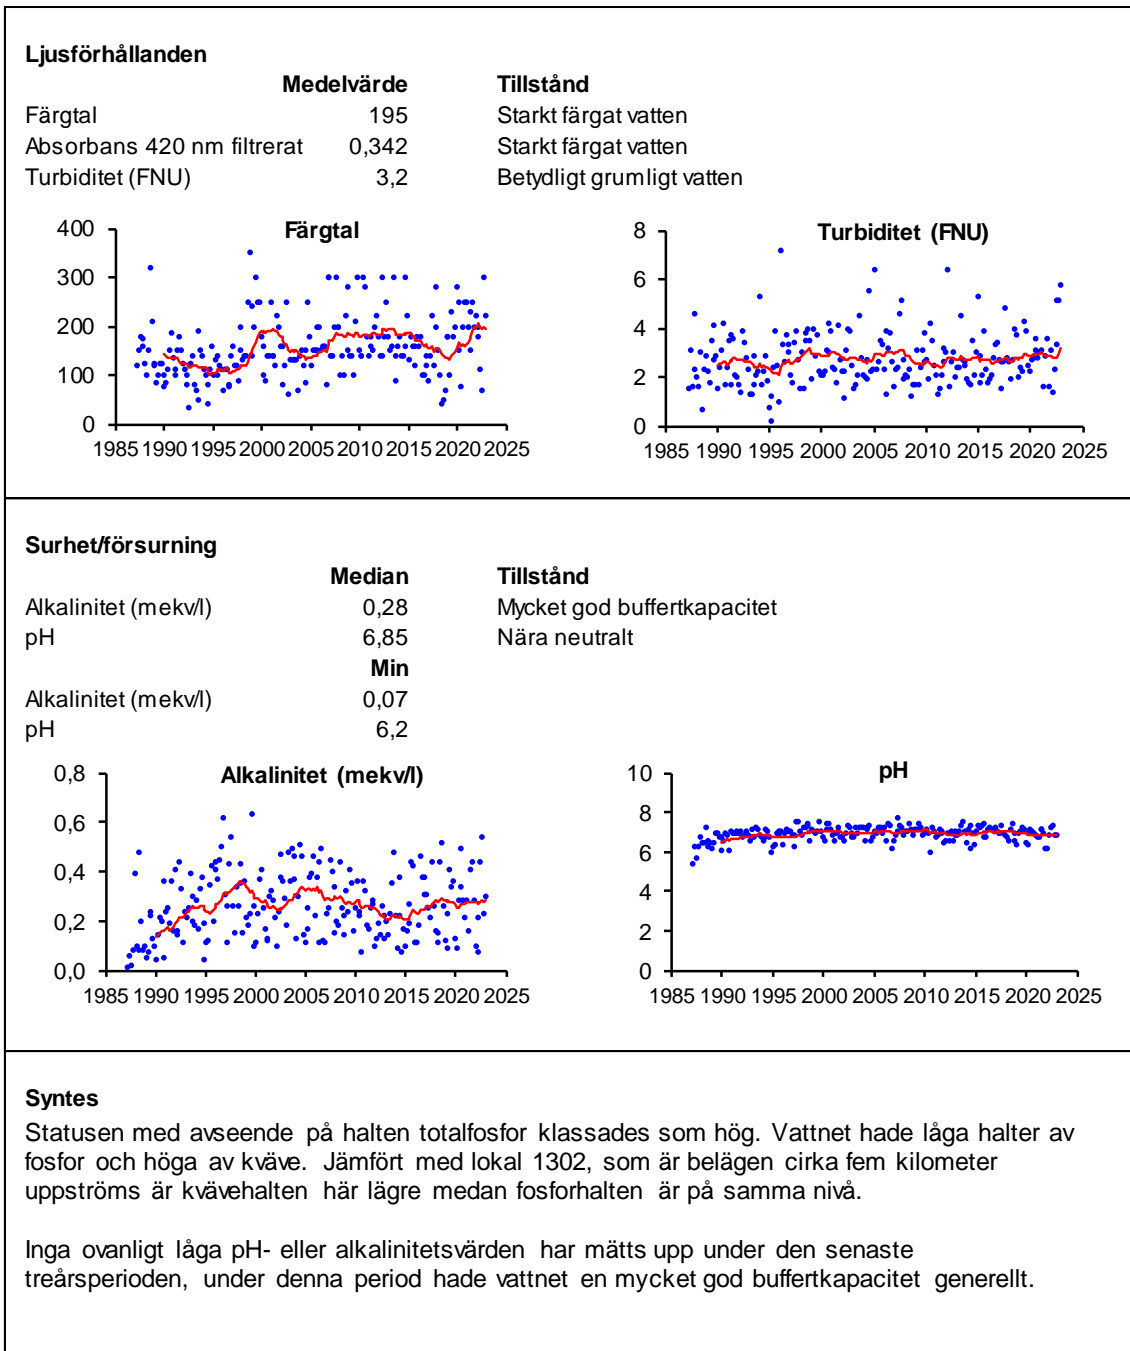 Ljusförhållanden
Medelvärde Tillstånd
Färgtal 195 Starkt färgat vatten
Absorbans 420 nm filtrerat 0,342 Starkt färgat vatten
Turbiditet (FNU) 3,2 Betydligt grumligt vatten
Färgtal
400
300
200
100
0
1985 1990 1995 2000 2005 2010 2015 2020 2025
Turbiditet (FNU)
8
6
4
2
0
1985 1990 1995 2000 2005 2010 2015 2020 2025
Surhet/försurning
Median Tillstånd
Alkalinitet (mekv/l) 0,28 Mycket god buffertkapacitet
pH 6,85 Nära neutralt
Min
Alkalinitet (mekv/l) 0,07
pH 6,2
Alkalinitet (mekv/l)
0,8
0,6
0,4
0,2
0,0
1985 1990 1995 2000 2005 2010 2015 2020 2025
pH
10
8
6
4
2
0
1985 1990 1995 2000 2005 2010 2015 2020 2025
Syntes
Statusen med avseende på halten totalfosfor klassades som hög. Vattnet hade låga halter av
fosfor och höga av kväve. Jämfört med lokal 1302, som är belägen cirka fem kilometer
uppströms är kvävehalten här lägre medan fosforhalten är på samma nivå.
Inga ovanligt låga pH- eller alkalinitetsvärden har mätts upp under den senaste
treårsperioden, under denna period hade vattnet en mycket god buffertkapacitet generellt.